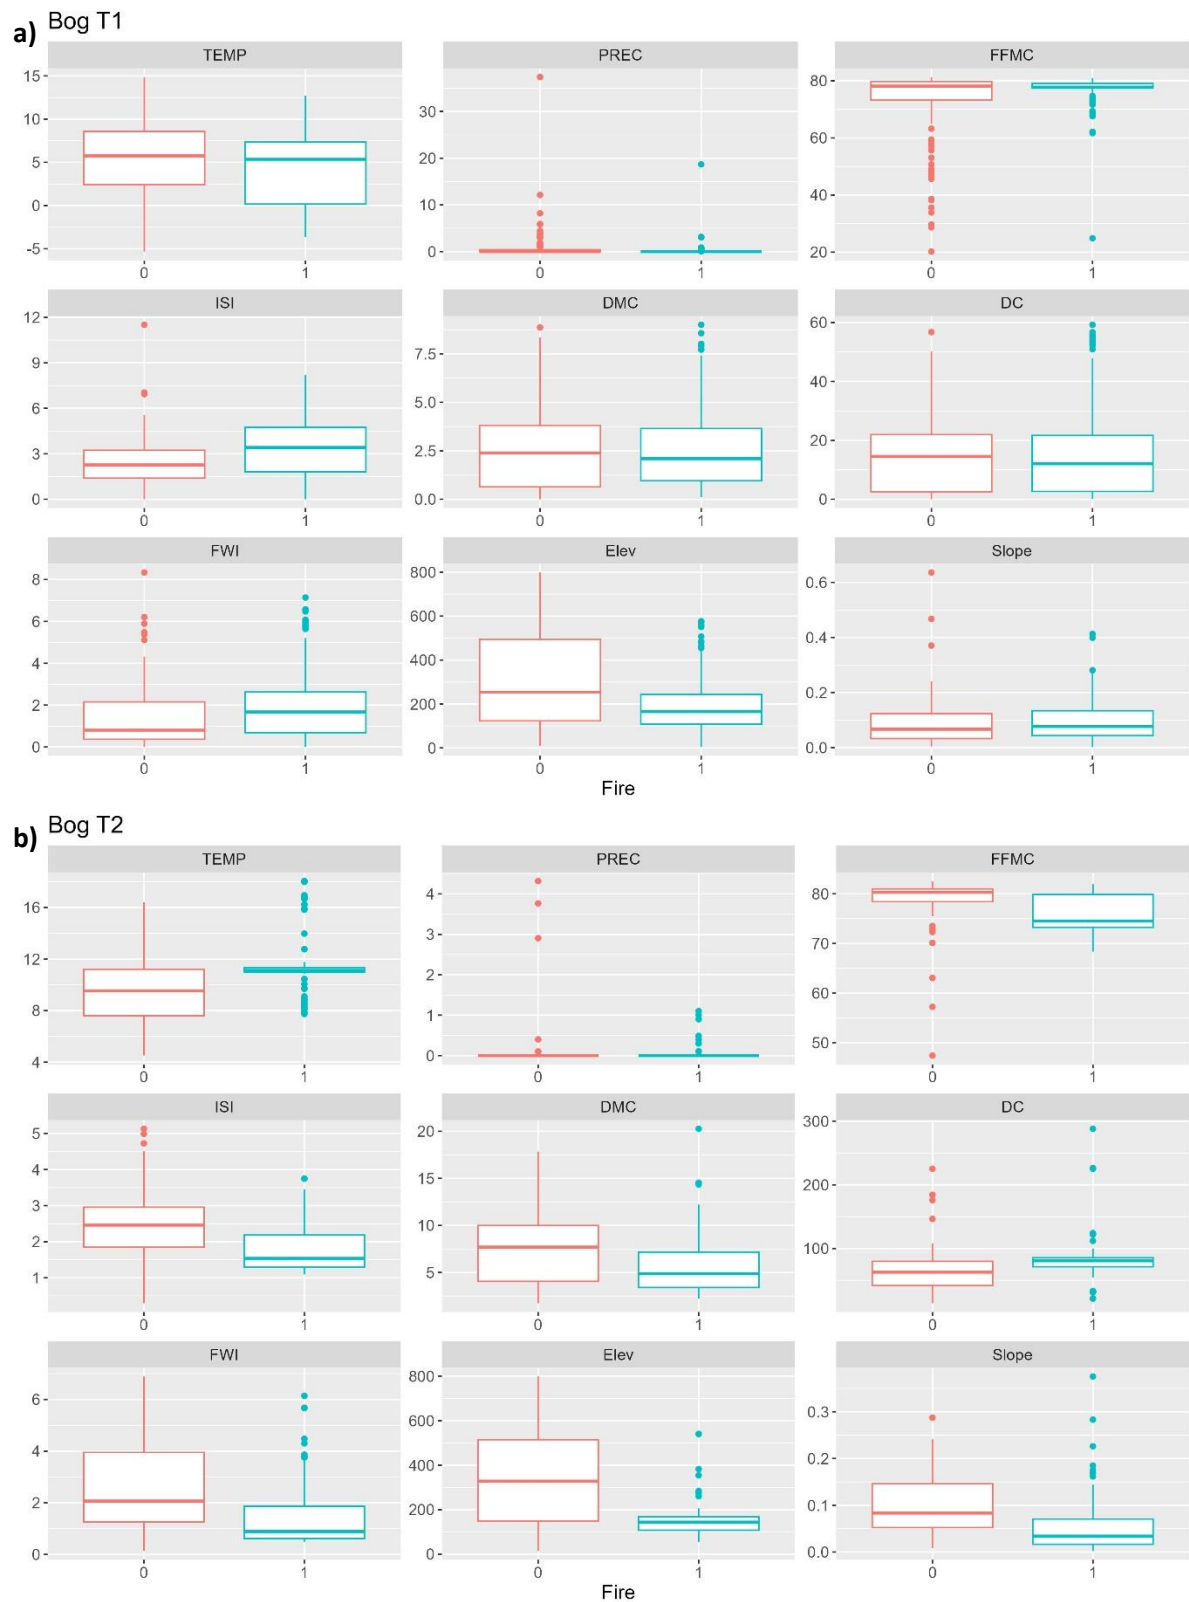 a) Bog T1
TEMP PREC FFMC
15 10 5 0 -5
30 20 10 0
80 60 40 20
0 1 0 1 0 1
ISI DMC DC
12 9 6 3 0
7.5 5.0 2.5 0.0
60 40 20 0
0 1 0 1 0 1
FWI Elev Slope
8 6 4 2 0
800 600 400 200 0
0.6 0.4 0.2 0.0
0 1 0 1 0 1
Fire
b) Bog T2
TEMP PREC FFMC
16 12 8 4
4 3 2 1 0
80 70 60 50
0 1 0 1 0 1
ISI DMC DC
5 4 3 2 1
20 15 10 5
300 200 100
0 1 0 1 0 1
FWI Elev Slope
6 4 2 0
800 600 400 200 0
0.3 0.2 0.1 0.0
0 1 0 1 0 1
Fire